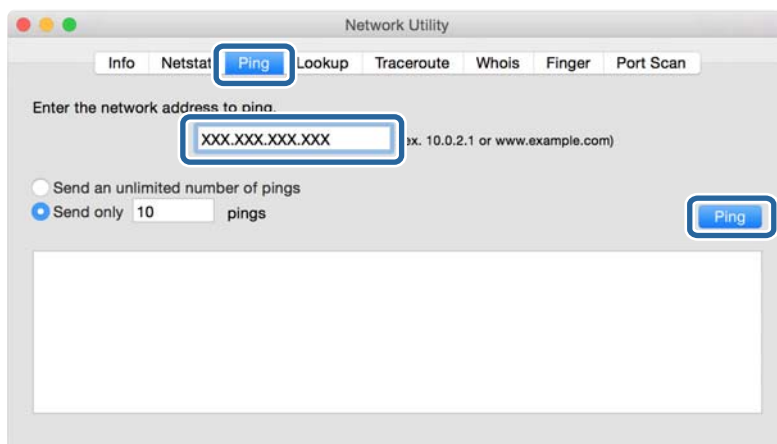 Network Utility
Info Netstat Ping Lookup Traceroute Whois Finger Port Scan
Enter the network address to ping.
XXX.XXX.XXX.XXX ex. 10.0.2.1 or www.example.com)
Send an unlimited number of pings
Send only 10 pings
Ping